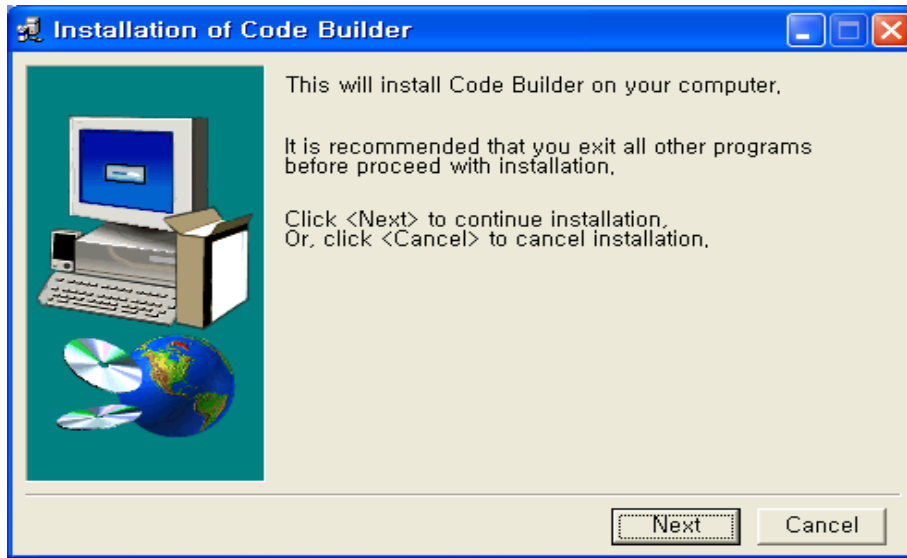 Installation of Code Builder
This will install Code Builder on your computer,
It is recommended that you exit all other programs
before proceed with installation,
Click <Next> to continue installation,
Or, click <Cancel> to cancel installation,
Next
Cancel